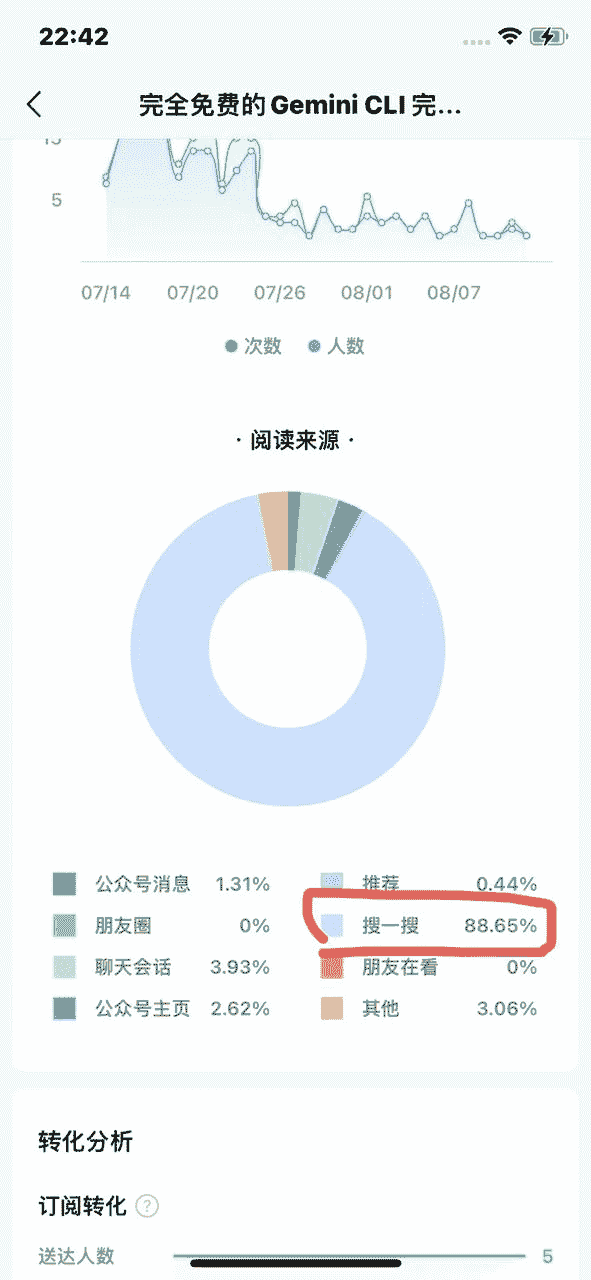 22:42
完全免费的Gemini CLI 完...
15
5
07/14 07/20 07/26 08/01 08/07
次数 人数
· 阅读来源 ·
公众号消息 1.31% 推荐 0.44%
朋友圈 0% 搜一搜 88.65%
聊天会话 3.93% 朋友在看 0%
公众号主页 2.62% 其他 3.06%
转化分析
订阅转化 ?
送达人数 5